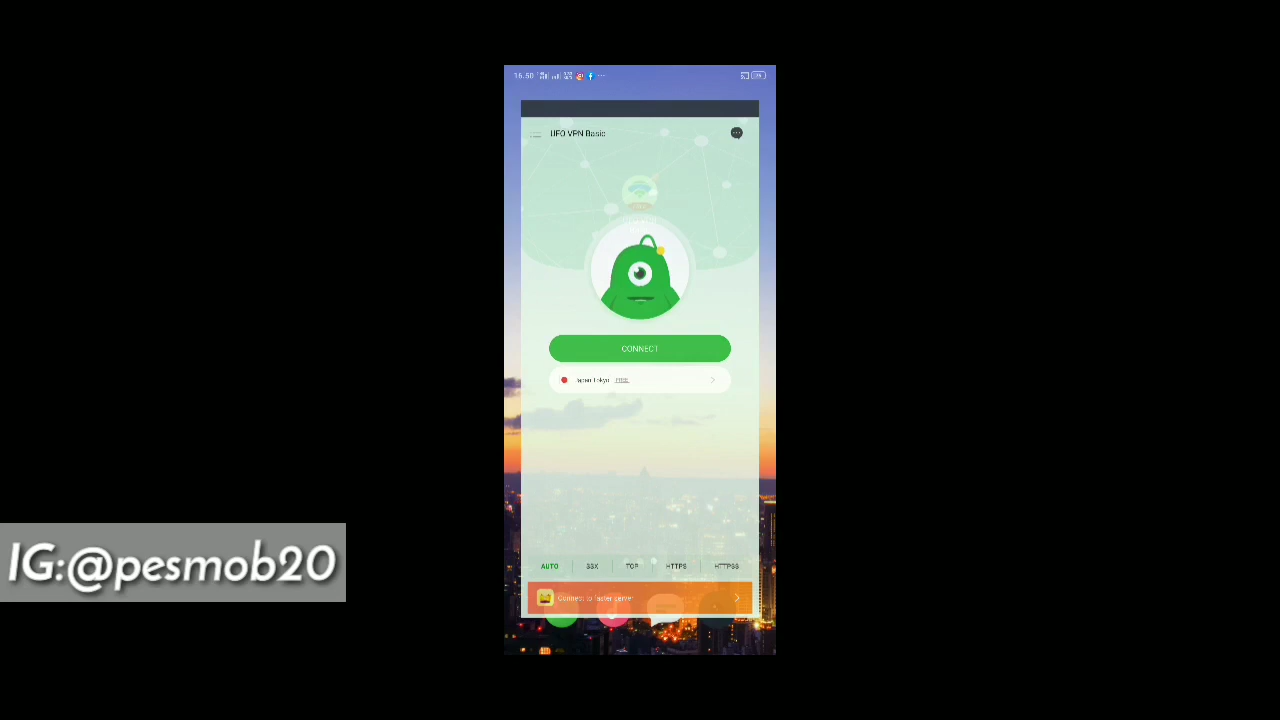 16.50
UFO VPN Basic
CONNECT
Japan Tokyo FREE
AUTO
SSX
TCP
HTTPS
HTTPSS
Connect to faster server
IG:@pesmob20